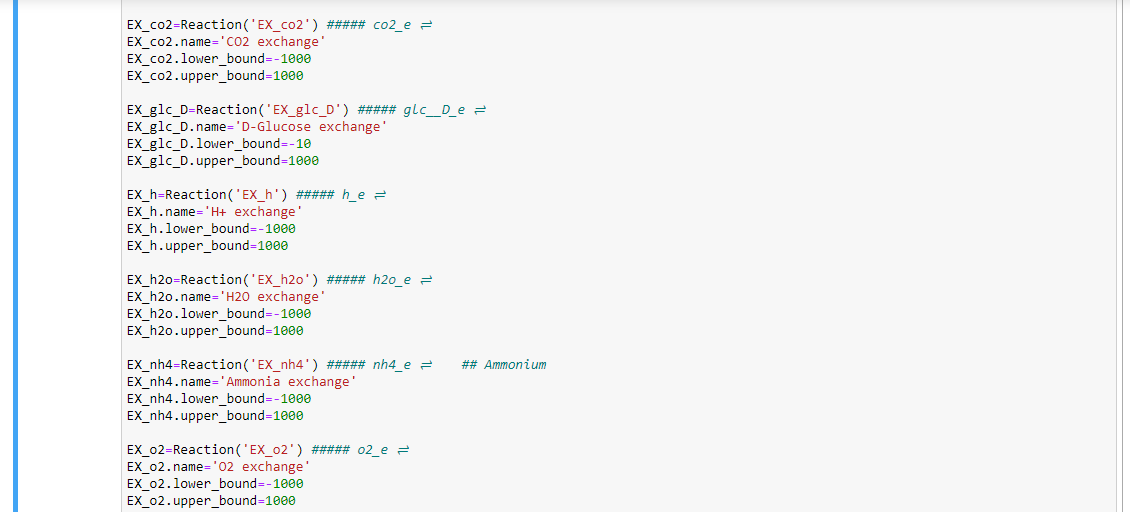 EX_co2=Reaction('EX_co2') ##### co2_e ⇌
EX_co2.name='CO2 exchange'
EX_co2.lower_bound=-1000
EX_co2.upper_bound=1000
EX_glc_D=Reaction('EX_glc_D') ##### glc__D_e ⇌
EX_glc_D.name='D-Glucose exchange'
EX_glc_D.lower_bound=-10
EX_glc_D.upper_bound=1000
EX_h=Reaction('EX_h') ##### h_e ⇌
EX_h.name='H+ exchange'
EX_h.lower_bound=-1000
EX_h.upper_bound=1000
EX_h2o=Reaction('EX_h2o') ##### h2o_e ⇌
EX_h2o.name='H2O exchange'
EX_h2o.lower_bound=-1000
EX_h2o.upper_bound=1000
EX_nh4=Reaction('EX_nh4') ##### nh4_e ⇌    ## Ammonium
EX_nh4.name='Ammonia exchange'
EX_nh4.lower_bound=-1000
EX_nh4.upper_bound=1000
EX_o2=Reaction('EX_o2') ##### o2_e ⇌
EX_o2.name='O2 exchange'
EX_o2.lower_bound=-1000
EX_o2.upper_bound=1000